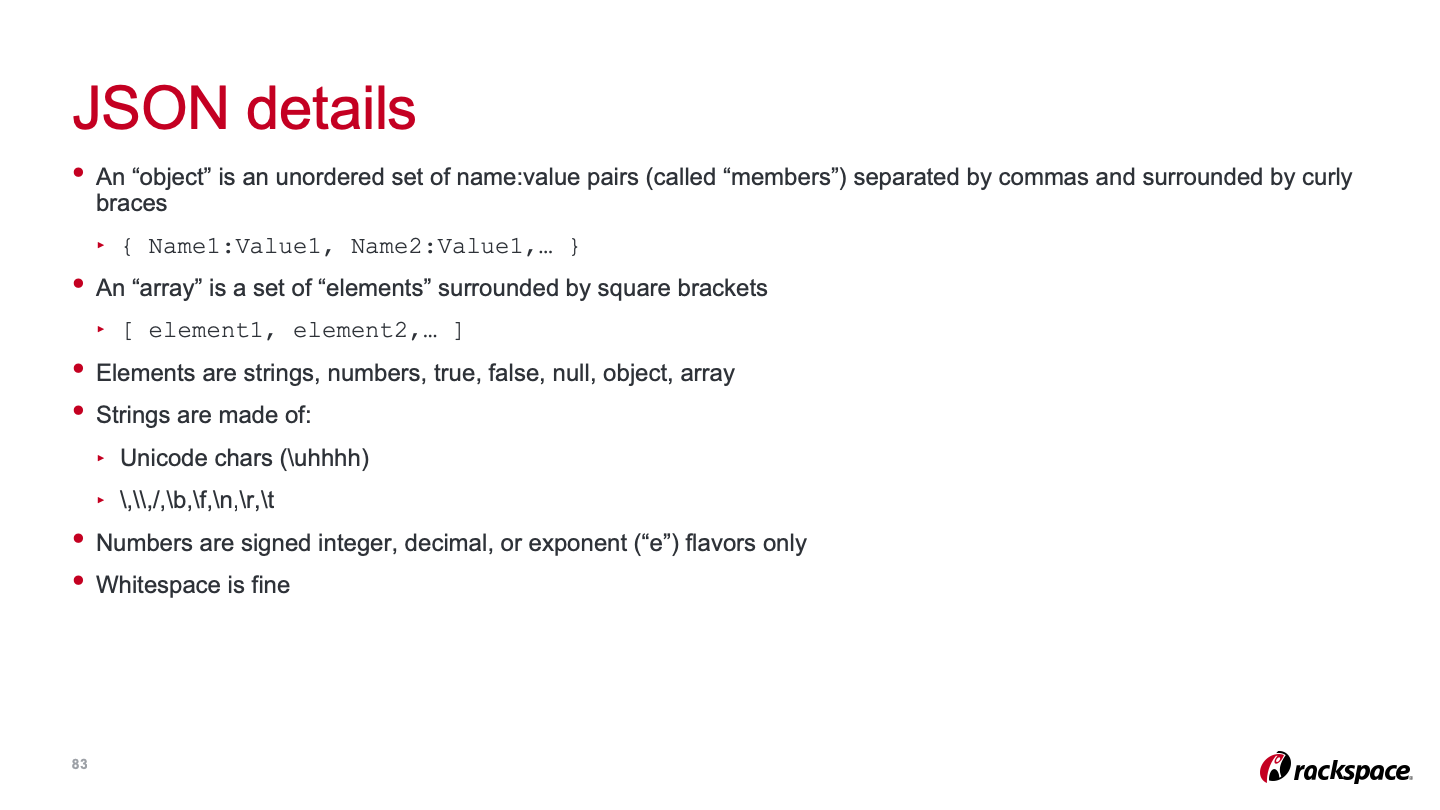 JSON details
• An “object” is an unordered set of name:value pairs (called “members”) separated by commas and surrounded by curly
braces
‣ { Name1:Value1, Name2:Value1,… }
• An “array” is a set of “elements” surrounded by square brackets
‣ [ element1, element2,… ]
• Elements are strings, numbers, true, false, null, object, array
• Strings are made of:
‣ Unicode chars (\uhhhh)
‣ \,\\,/,\b,\f,\n,\r,\t
• Numbers are signed integer, decimal, or exponent (“e”) flavors only
• Whitespace is fine
83
rackspace.